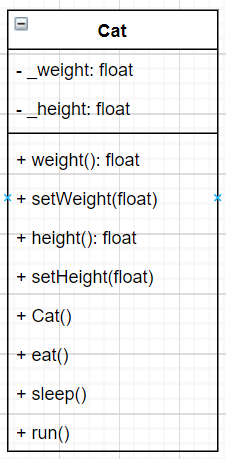 Cat
- _weight: float
- _height: float
+ weight(): float
+ setWeight(float)
+ height(): float
+ setHeight(float)
+ Cat()
+ eat()
+ sleep()
+ run()